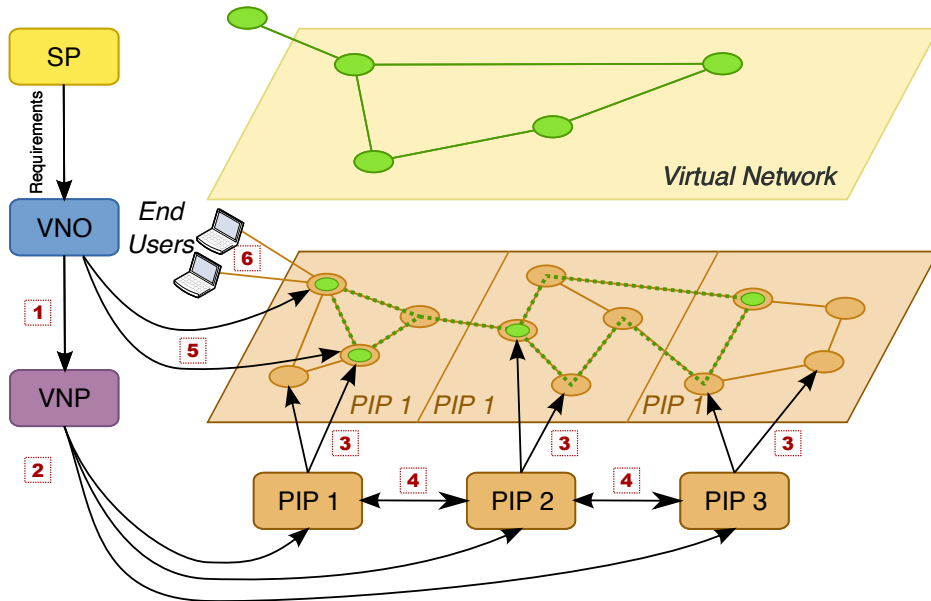 SP
Requirements
Virtual Network
VNO
End
Users
6
1
5
VNP
PIP 1
PIP 1
PIP 1
3
3
3
2
4
4
PIP 1
PIP 2
PIP 3